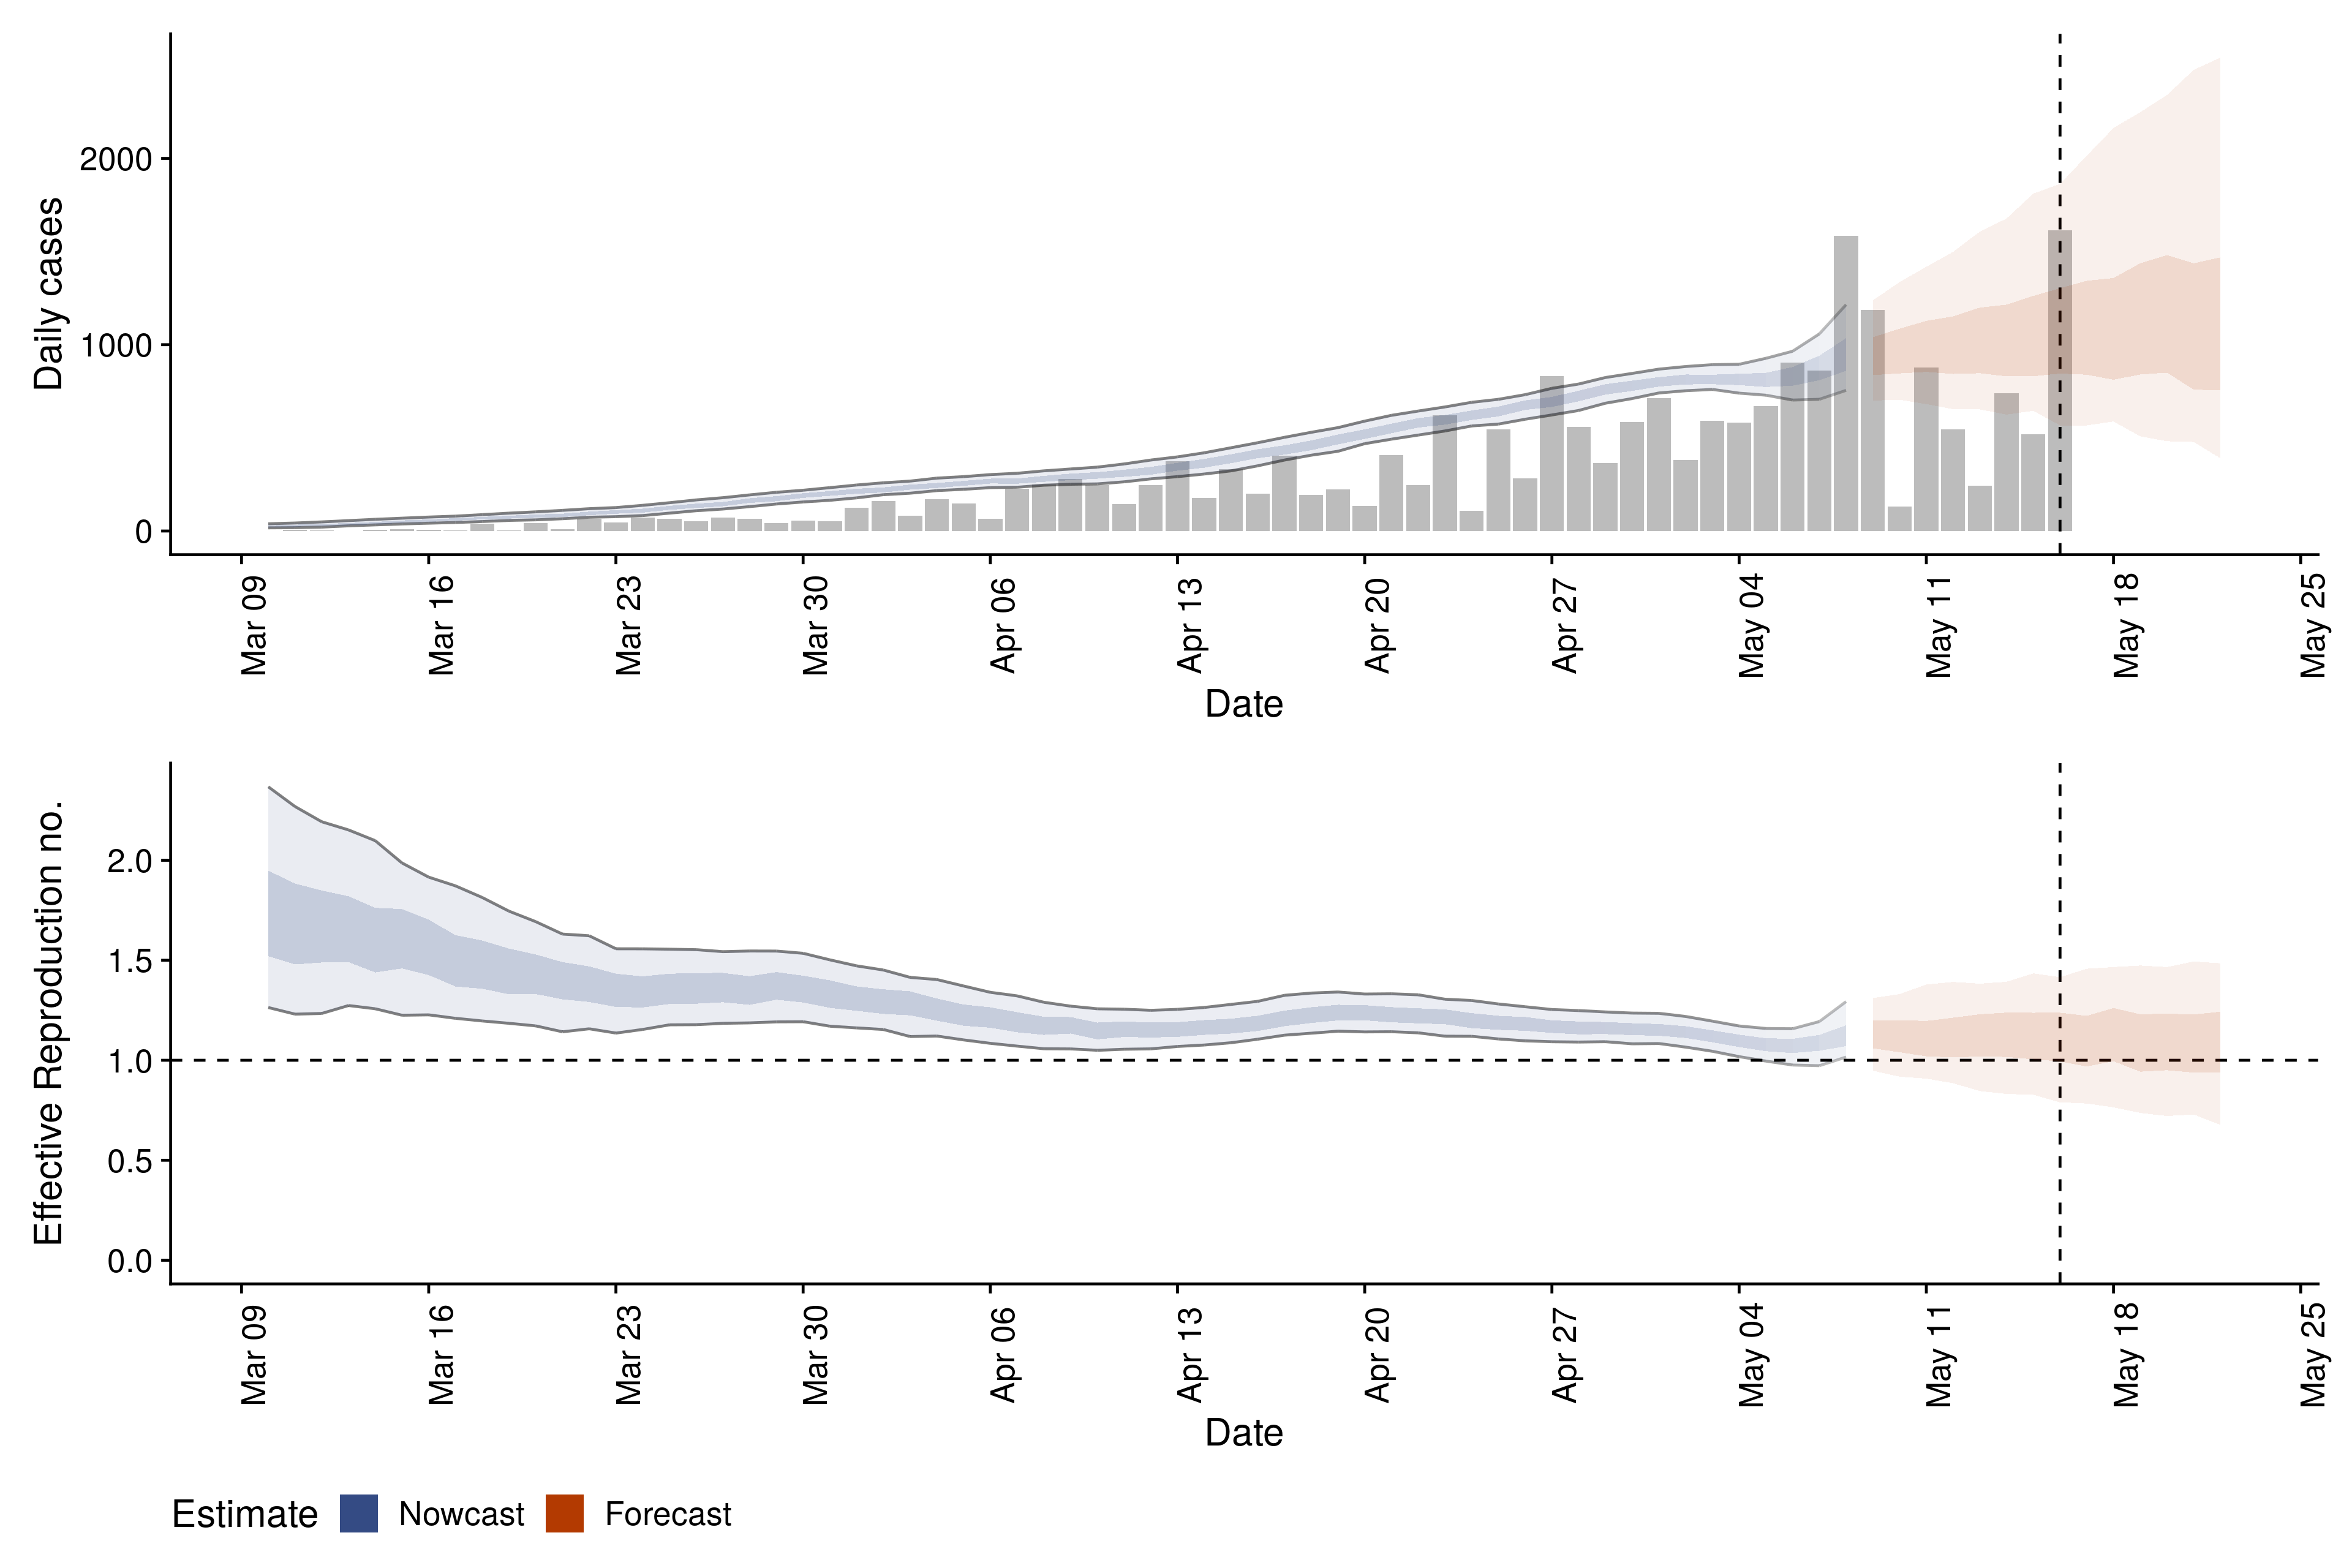 Daily cases
2000
1000
0
Mar 09 Mar 16 Mar 23 Mar 30 Apr 06 Apr 13 Apr 20 Apr 27 May 04 May 11 May 18 May 25
Date
Effective Reproduction no.
2.0
1.5
1.0
0.5
0.0
Mar 09 Mar 16 Mar 23 Mar 30 Apr 06 Apr 13 Apr 20 Apr 27 May 04 May 11 May 18 May 25
Date
Estimate Nowcast Forecast